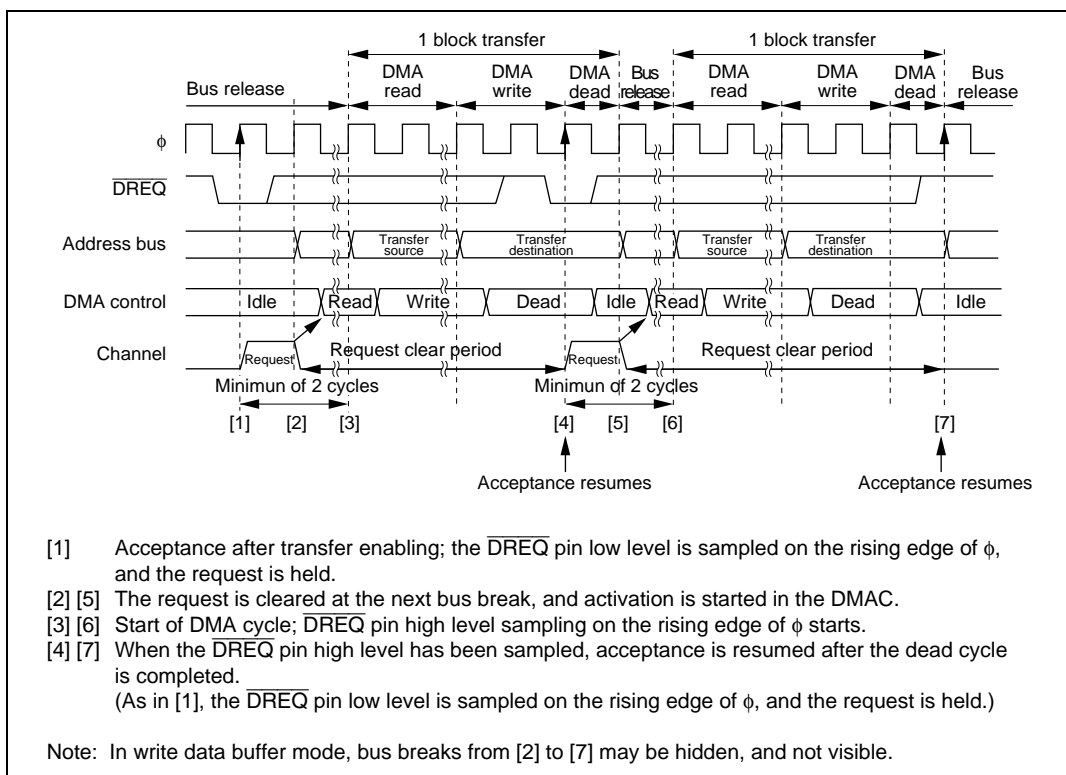 1 block transfer 1 block transfer
Bus release DMA read DMA write DMA dead Bus release DMA read DMA write DMA dead Bus release
ϕ
DREQ
Address bus Transfer source Transfer destination Transfer source Transfer destination
DMA control Idle Read Write Dead Idle Read Write Dead Idle
Channel Request Request clear period Request Request clear period
Minimun of 2 cycles Minimun of 2 cycles
[1] [2] [3] [4] [5] [6] [7]
Acceptance resumes Acceptance resumes
[1] Acceptance after transfer enabling; the DREQ pin low level is sampled on the rising edge of ϕ,
and the request is held.
[2] [5] The request is cleared at the next bus break, and activation is started in the DMAC.
[3] [6] Start of DMA cycle; DREQ pin high level sampling on the rising edge of ϕ starts.
[4] [7] When the DREQ pin high level has been sampled, acceptance is resumed after the dead cycle
is completed.
(As in [1], the DREQ pin low level is sampled on the rising edge of ϕ, and the request is held.)
Note: In write data buffer mode, bus breaks from [2] to [7] may be hidden, and not visible.